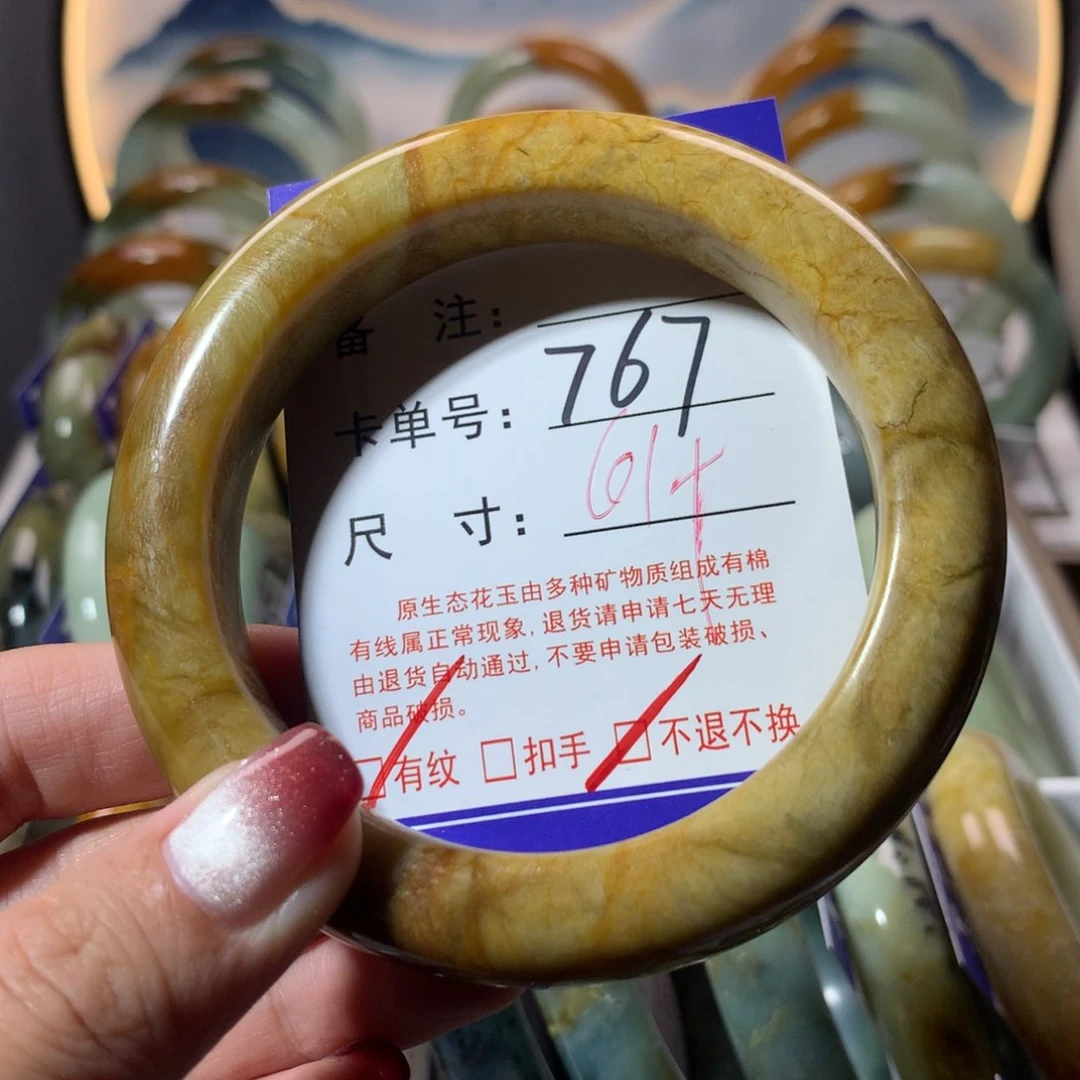 备 注：
卡单号：767
尺 寸：61+
原生态花玉由多种矿物质组成有棉
有线属正常现象，退货请申请七天无理
由退货自动通过，不要申请包装破损、
商品破损。
□有纹 □扣手 □不退不换